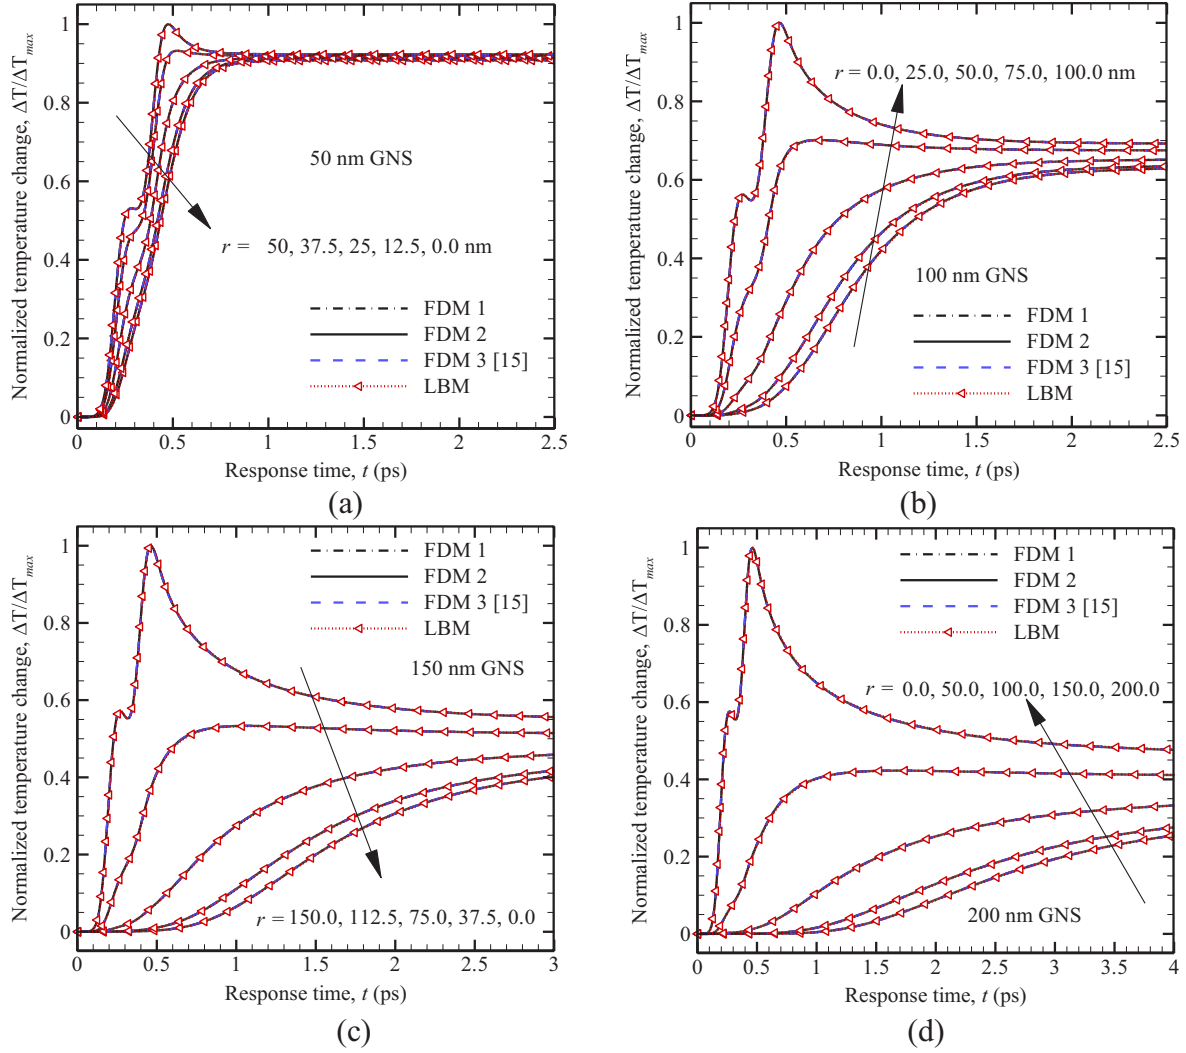 Normalized temperature change, ΔT/ΔT_max
1
0.8
0.6
0.4
0.2
0
50 nm GNS
r = 50, 37.5, 25, 12.5, 0.0 nm
FDM 1
FDM 2
FDM 3 [15]
LBM
0 0.5 1 1.5 2 2.5
Response time, t (ps)
(a)
Normalized temperature change, ΔT/ΔT_max
1
0.8
0.6
0.4
0.2
0
r = 0.0, 25.0, 50.0, 75.0, 100.0 nm
100 nm GNS
FDM 1
FDM 2
FDM 3 [15]
LBM
0 0.5 1 1.5 2 2.5
Response time, t (ps)
(b)
Normalized temperature change, ΔT/ΔT_max
1
0.8
0.6
0.4
0.2
0
FDM 1
FDM 2
FDM 3 [15]
LBM
150 nm GNS
r = 150.0, 112.5, 75.0, 37.5, 0.0
0 0.5 1 1.5 2 2.5 3
Response time, t (ps)
(c)
Normalized temperature change, ΔT/ΔT_max
1
0.8
0.6
0.4
0.2
0
FDM 1
FDM 2
FDM 3 [15]
LBM
r = 0.0, 50.0, 100.0, 150.0, 200.0
200 nm GNS
0 0.5 1 1.5 2 2.5 3 3.5 4
Response time, t (ps)
(d)